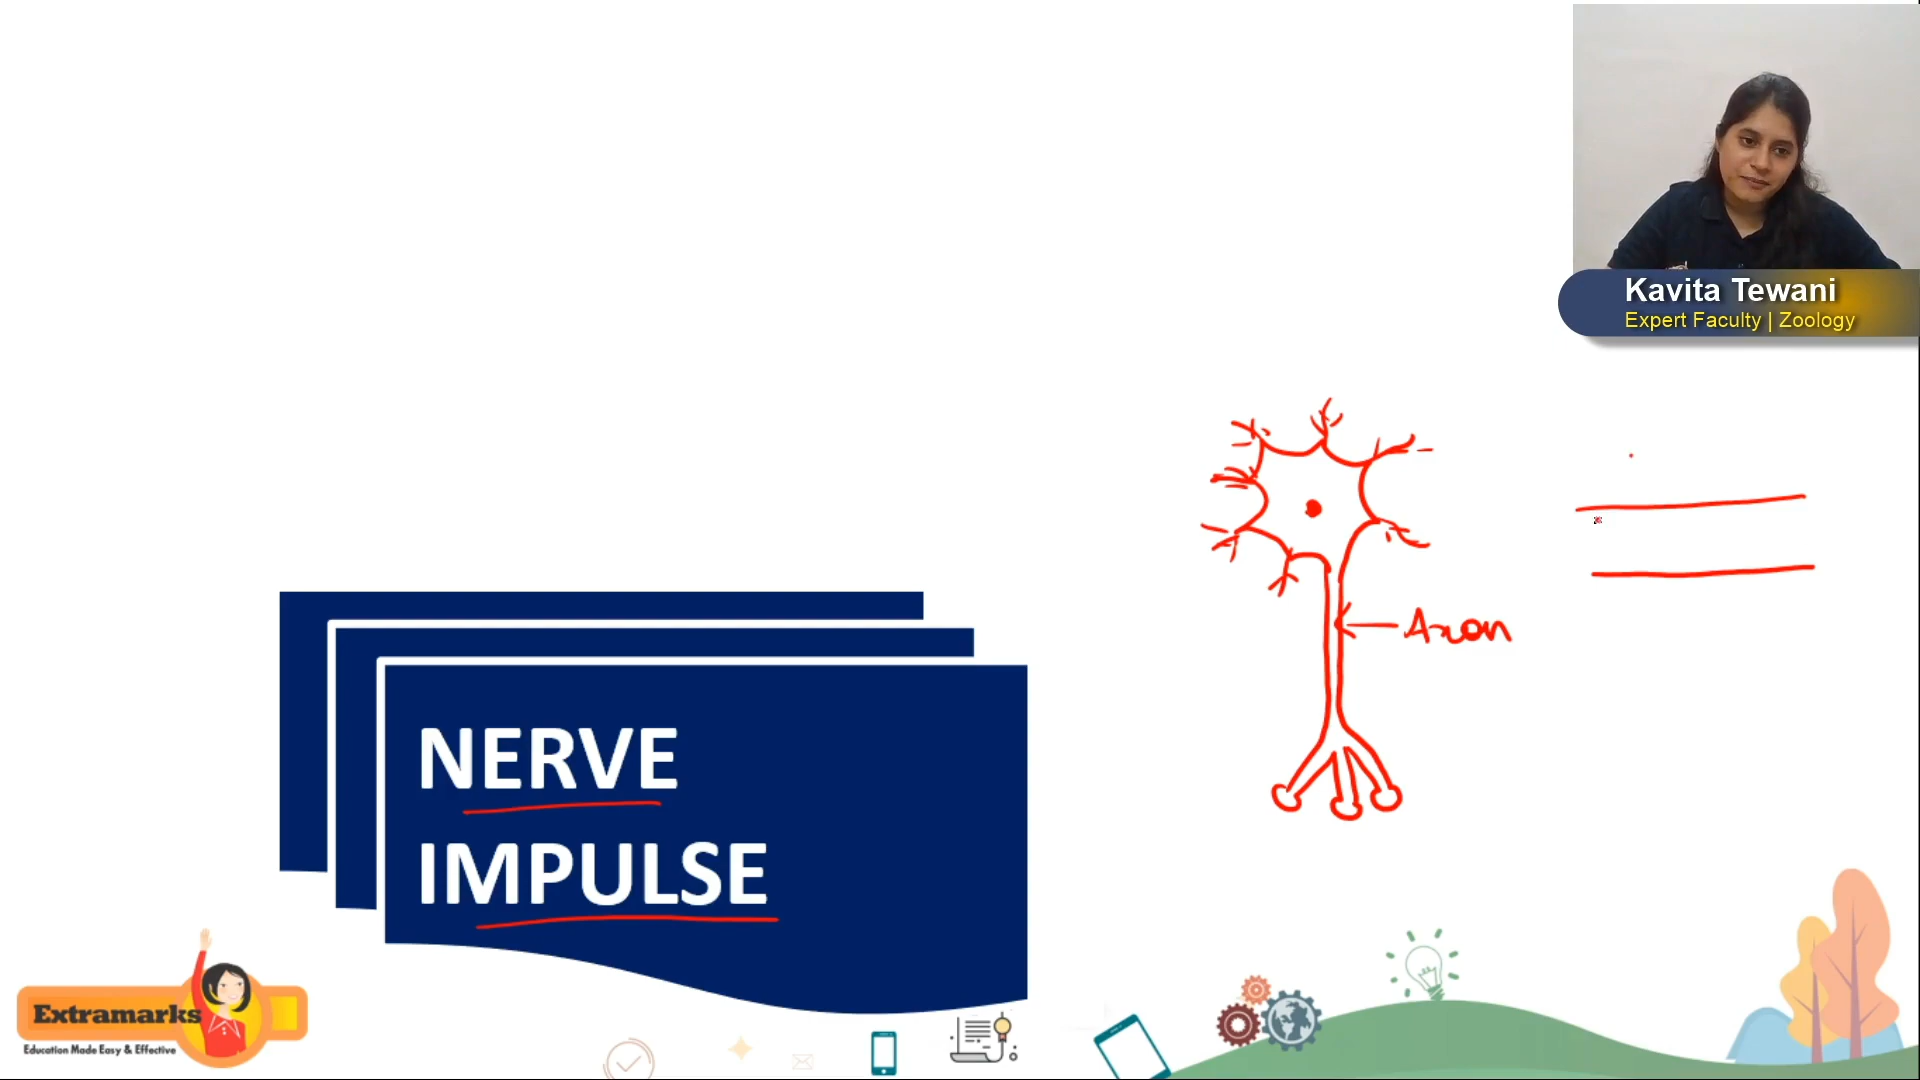 Kavita Tewani
Expert Faculty | Zoology
Axon
NERVE
IMPULSE
Extramarks
Education Made Easy & Effective